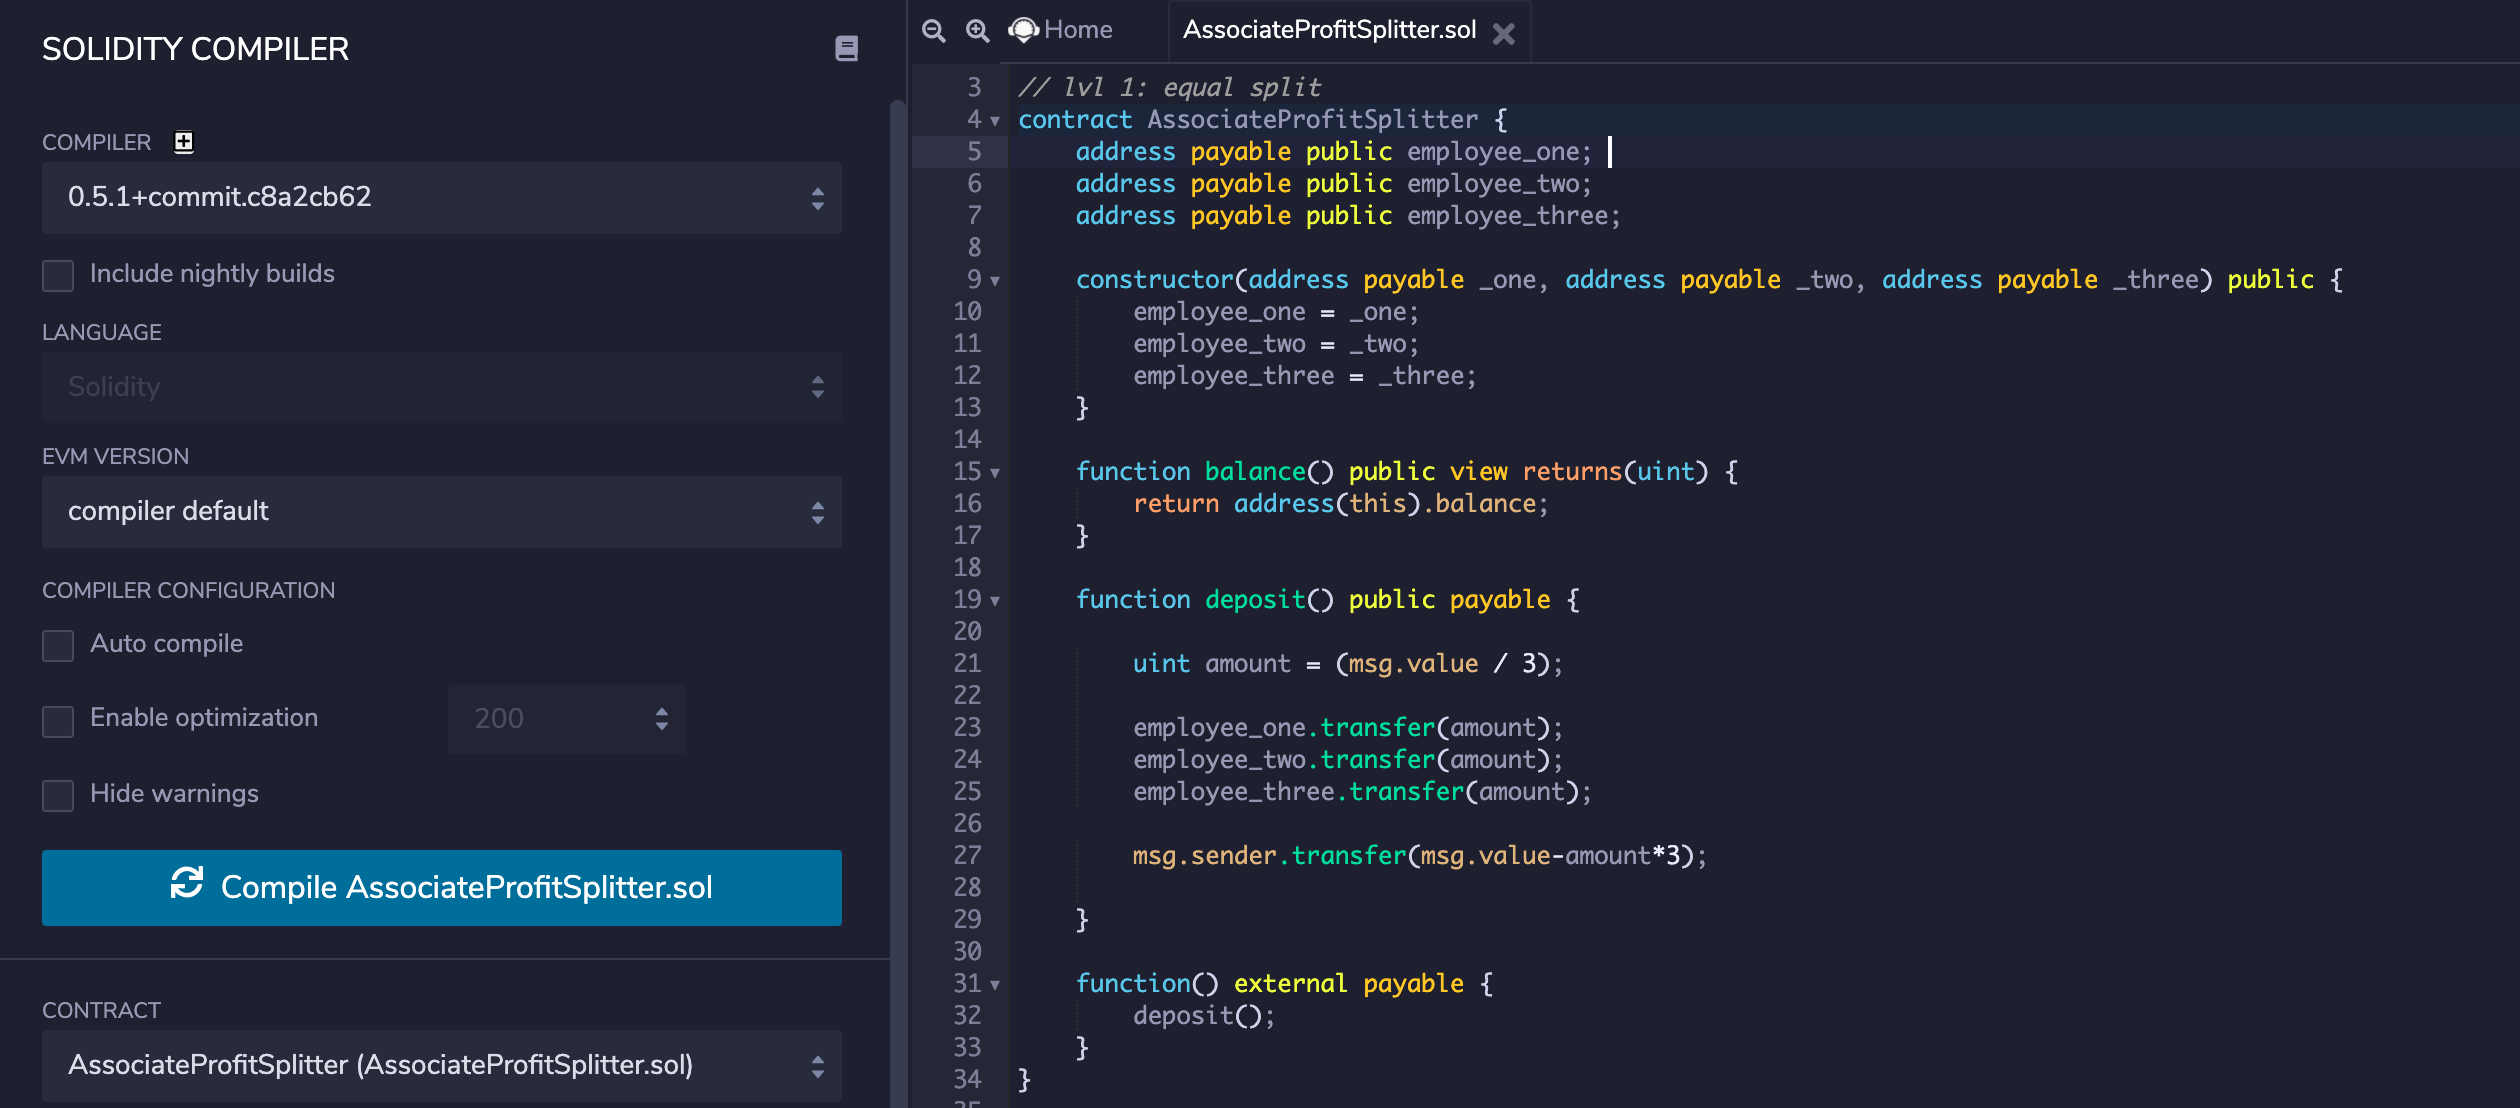 SOLIDITY COMPILER
COMPILER
0.5.1+commit.c8a2cb62
Include nightly builds
LANGUAGE
Solidity
EVM VERSION
compiler default
COMPILER CONFIGURATION
Auto compile
Enable optimization 200
Hide warnings
Compile AssociateProfitSplitter.sol
CONTRACT
AssociateProfitSplitter (AssociateProfitSplitter.sol)
Home AssociateProfitSplitter.sol
3 // lvl 1: equal split
4 contract AssociateProfitSplitter {
5     address payable public employee_one;
6     address payable public employee_two;
7     address payable public employee_three;
8
9     constructor(address payable _one, address payable _two, address payable _three) public {
10         employee_one = _one;
11         employee_two = _two;
12         employee_three = _three;
13     }
14
15     function balance() public view returns(uint) {
16         return address(this).balance;
17     }
18
19     function deposit() public payable {
20
21         uint amount = (msg.value / 3);
22
23         employee_one.transfer(amount);
24         employee_two.transfer(amount);
25         employee_three.transfer(amount);
26
27         msg.sender.transfer(msg.value-amount*3);
28
29     }
30
31     function() external payable {
32         deposit();
33     }
34 }
35